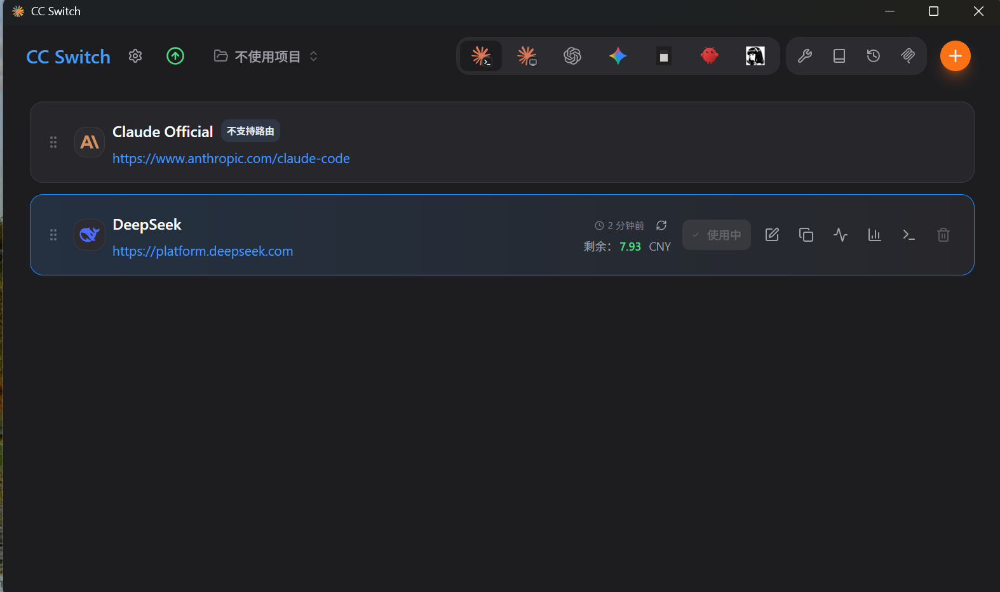 CC Switch
CC Switch
不使用项目
Claude Official
不支持路由
https://www.anthropic.com/claude-code
DeepSeek
https://platform.deepseek.com
2 分钟前
剩余： 7.93 CNY
使用中